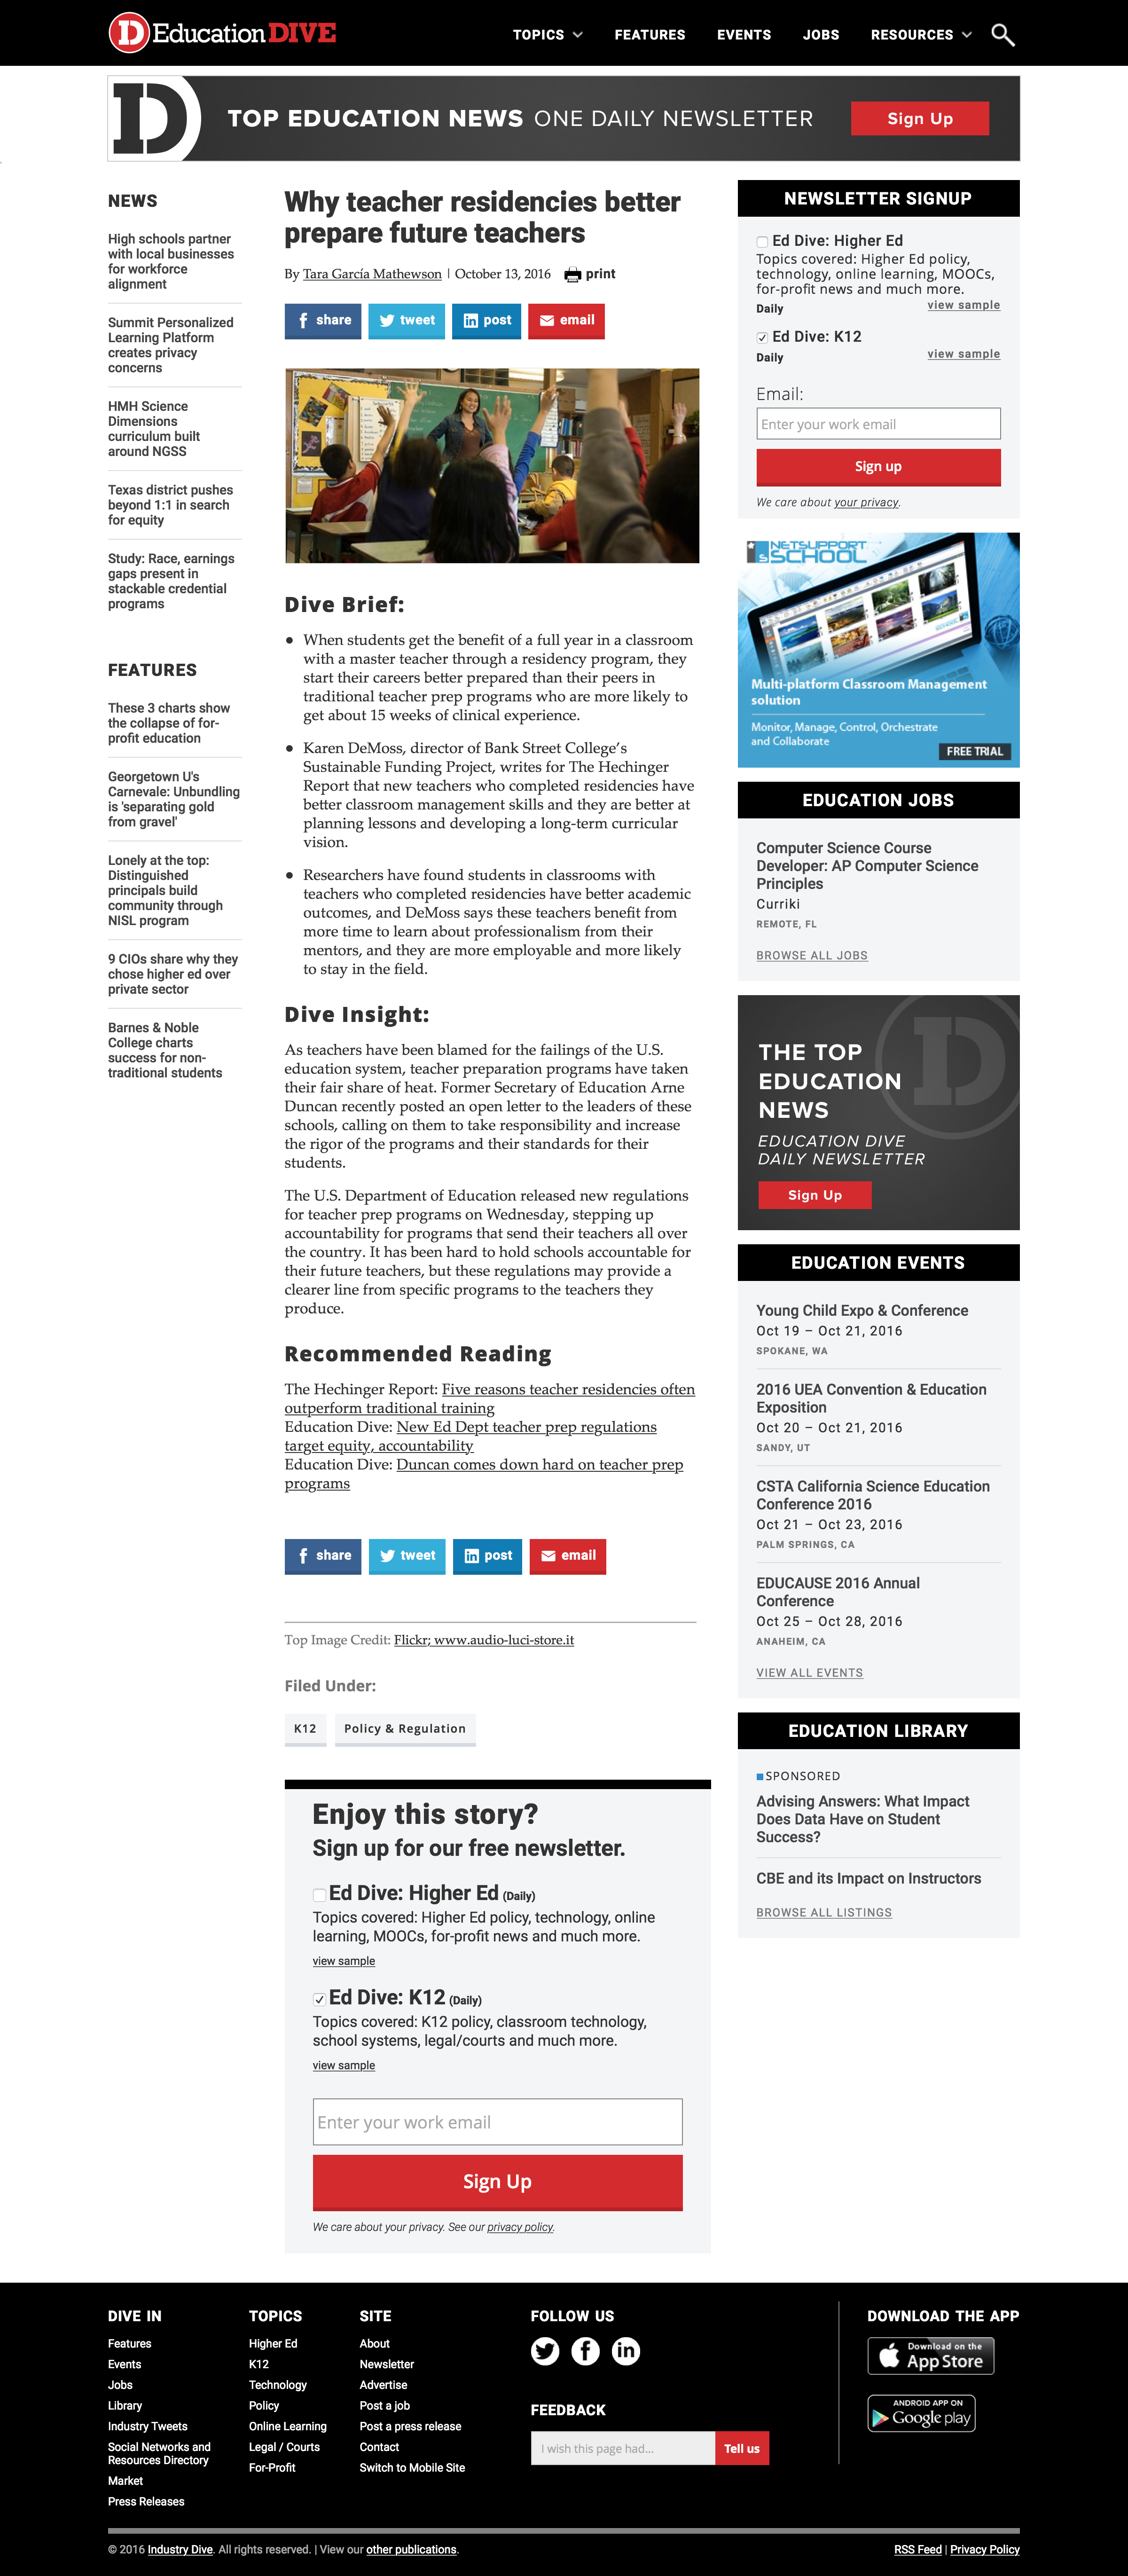 D Education DIVE
TOPICS
FEATURES
EVENTS
JOBS
RESOURCES
D TOP EDUCATION NEWS ONE DAILY NEWSLETTER
Sign Up
NEWS
High schools partner
with local businesses
for workforce
alignment
Summit Personalized
Learning Platform
creates privacy
concerns
HMH Science
Dimensions
curriculum built
around NGSS
Texas district pushes
beyond 1:1 in search
for equity
Study: Race, earnings
gaps present in
stackable credential
programs
FEATURES
These 3 charts show
the collapse of for-
profit education
Georgetown U's
Carnevale: Unbundling
is 'separating gold
from gravel'
Lonely at the top:
Distinguished
principals build
community through
NISL program
9 CIOs share why they
chose higher ed over
private sector
Barnes & Noble
College charts
success for non-
traditional students
Why teacher residencies better
prepare future teachers
By Tara García Mathewson | October 13, 2016 print
share
tweet
post
email
Dive Brief:
• When students get the benefit of a full year in a classroom
with a master teacher through a residency program, they
start their careers better prepared than their peers in
traditional teacher prep programs who are more likely to
get about 15 weeks of clinical experience.
• Karen DeMoss, director of Bank Street College’s
Sustainable Funding Project, writes for The Hechinger
Report that new teachers who completed residencies have
better classroom management skills and they are better at
planning lessons and developing a long-term curricular
vision.
• Researchers have found students in classrooms with
teachers who completed residencies have better academic
outcomes, and DeMoss says these teachers benefit from
more time to learn about professionalism from their
mentors, and they are more employable and more likely
to stay in the field.
Dive Insight:
As teachers have been blamed for the failings of the U.S.
education system, teacher preparation programs have taken
their fair share of heat. Former Secretary of Education Arne
Duncan recently posted an open letter to the leaders of these
schools, calling on them to take responsibility and increase
the rigor of the programs and their standards for their
students.
The U.S. Department of Education released new regulations
for teacher prep programs on Wednesday, stepping up
accountability for programs that send their teachers all over
the country. It has been hard to hold schools accountable for
their future teachers, but these regulations may provide a
clearer line from specific programs to the teachers they
produce.
Recommended Reading
The Hechinger Report: Five reasons teacher residencies often
outperform traditional training
Education Dive: New Ed Dept teacher prep regulations
target equity, accountability
Education Dive: Duncan comes down hard on teacher prep
programs
share
tweet
post
email
Top Image Credit: Flickr; www.audio-luci-store.it
Filed Under:
K12
Policy & Regulation
Enjoy this story?
Sign up for our free newsletter.
Ed Dive: Higher Ed (Daily)
Topics covered: Higher Ed policy, technology, online
learning, MOOCs, for-profit news and much more.
view sample
Ed Dive: K12 (Daily)
Topics covered: K12 policy, classroom technology,
school systems, legal/courts and much more.
view sample
Enter your work email
Sign Up
We care about your privacy. See our privacy policy.
NEWSLETTER SIGNUP
Ed Dive: Higher Ed
Topics covered: Higher Ed policy,
technology, online learning, MOOCs,
for-profit news and much more.
Daily
view sample
Ed Dive: K12
Daily
view sample
Email:
Enter your work email
Sign up
We care about your privacy.
NETSUPPORT
SCHOOL
Multi-platform Classroom Management
solution
Monitor, Manage, Control, Orchestrate
and Collaborate
FREE TRIAL
EDUCATION JOBS
Computer Science Course
Developer: AP Computer Science
Principles
Curriki
REMOTE, FL
BROWSE ALL JOBS
D
THE TOP
EDUCATION
NEWS
EDUCATION DIVE
DAILY NEWSLETTER
Sign Up
EDUCATION EVENTS
Young Child Expo & Conference
Oct 19 – Oct 21, 2016
SPOKANE, WA
2016 UEA Convention & Education
Exposition
Oct 20 – Oct 21, 2016
SANDY, UT
CSTA California Science Education
Conference 2016
Oct 21 – Oct 23, 2016
PALM SPRINGS, CA
EDUCAUSE 2016 Annual
Conference
Oct 25 – Oct 28, 2016
ANAHEIM, CA
VIEW ALL EVENTS
EDUCATION LIBRARY
SPONSORED
Advising Answers: What Impact
Does Data Have on Student
Success?
CBE and its Impact on Instructors
BROWSE ALL LISTINGS
DIVE IN
Features
Events
Jobs
Library
Industry Tweets
Social Networks and
Resources Directory
Market
Press Releases
TOPICS
Higher Ed
K12
Technology
Policy
Online Learning
Legal / Courts
For-Profit
SITE
About
Newsletter
Advertise
Post a job
Post a press release
Contact
Switch to Mobile Site
FOLLOW US
FEEDBACK
I wish this page had...
Tell us
DOWNLOAD THE APP
Download on the
App Store
ANDROID APP ON
Google play
© 2016 Industry Dive. All rights reserved. | View our other publications.
RSS Feed | Privacy Policy